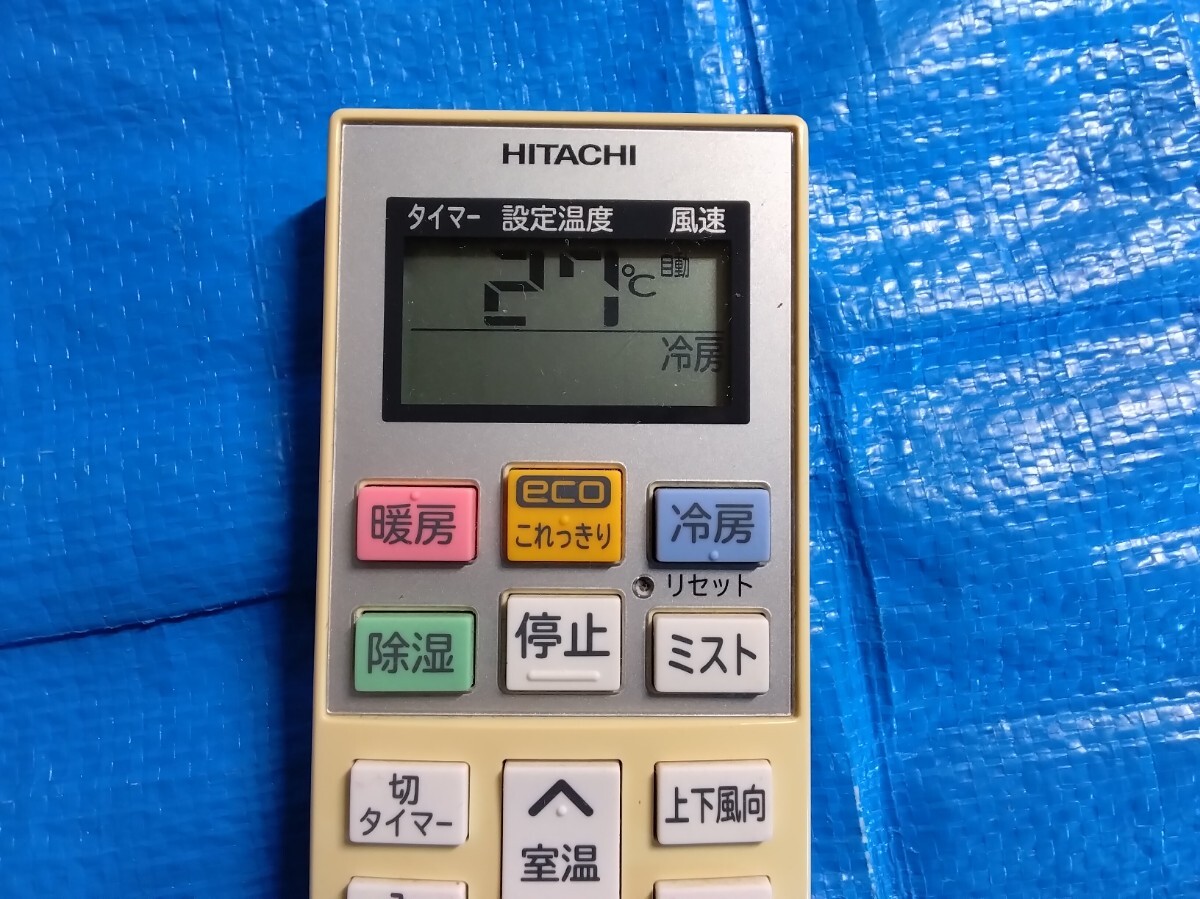 HITACHI
タイマー 設定温度 風速
27℃ 自動
冷房
暖房
eco
これっきり
冷房
リセット
除湿
停止
ミスト
切
タイマー
室温
上下風向